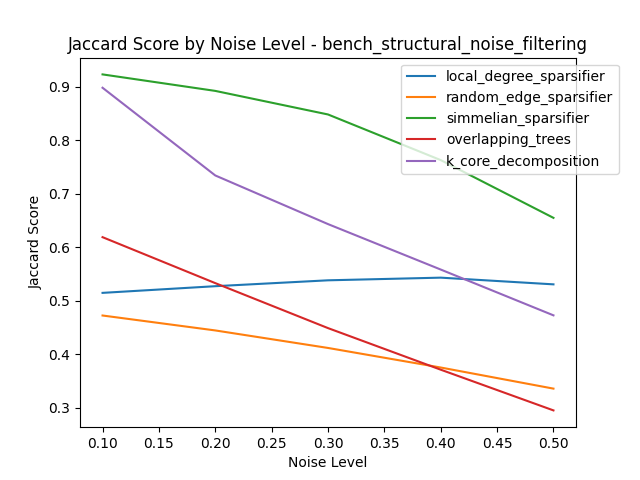 Jaccard Score by Noise Level - bench_structural_noise_filtering
local_degree_sparsifier
random_edge_sparsifier
simmelian_sparsifier
overlapping_trees
k_core_decomposition
Jaccard Score
0.9
0.8
0.7
0.6
0.5
0.4
0.3
0.10 0.15 0.20 0.25 0.30 0.35 0.40 0.45 0.50
Noise Level